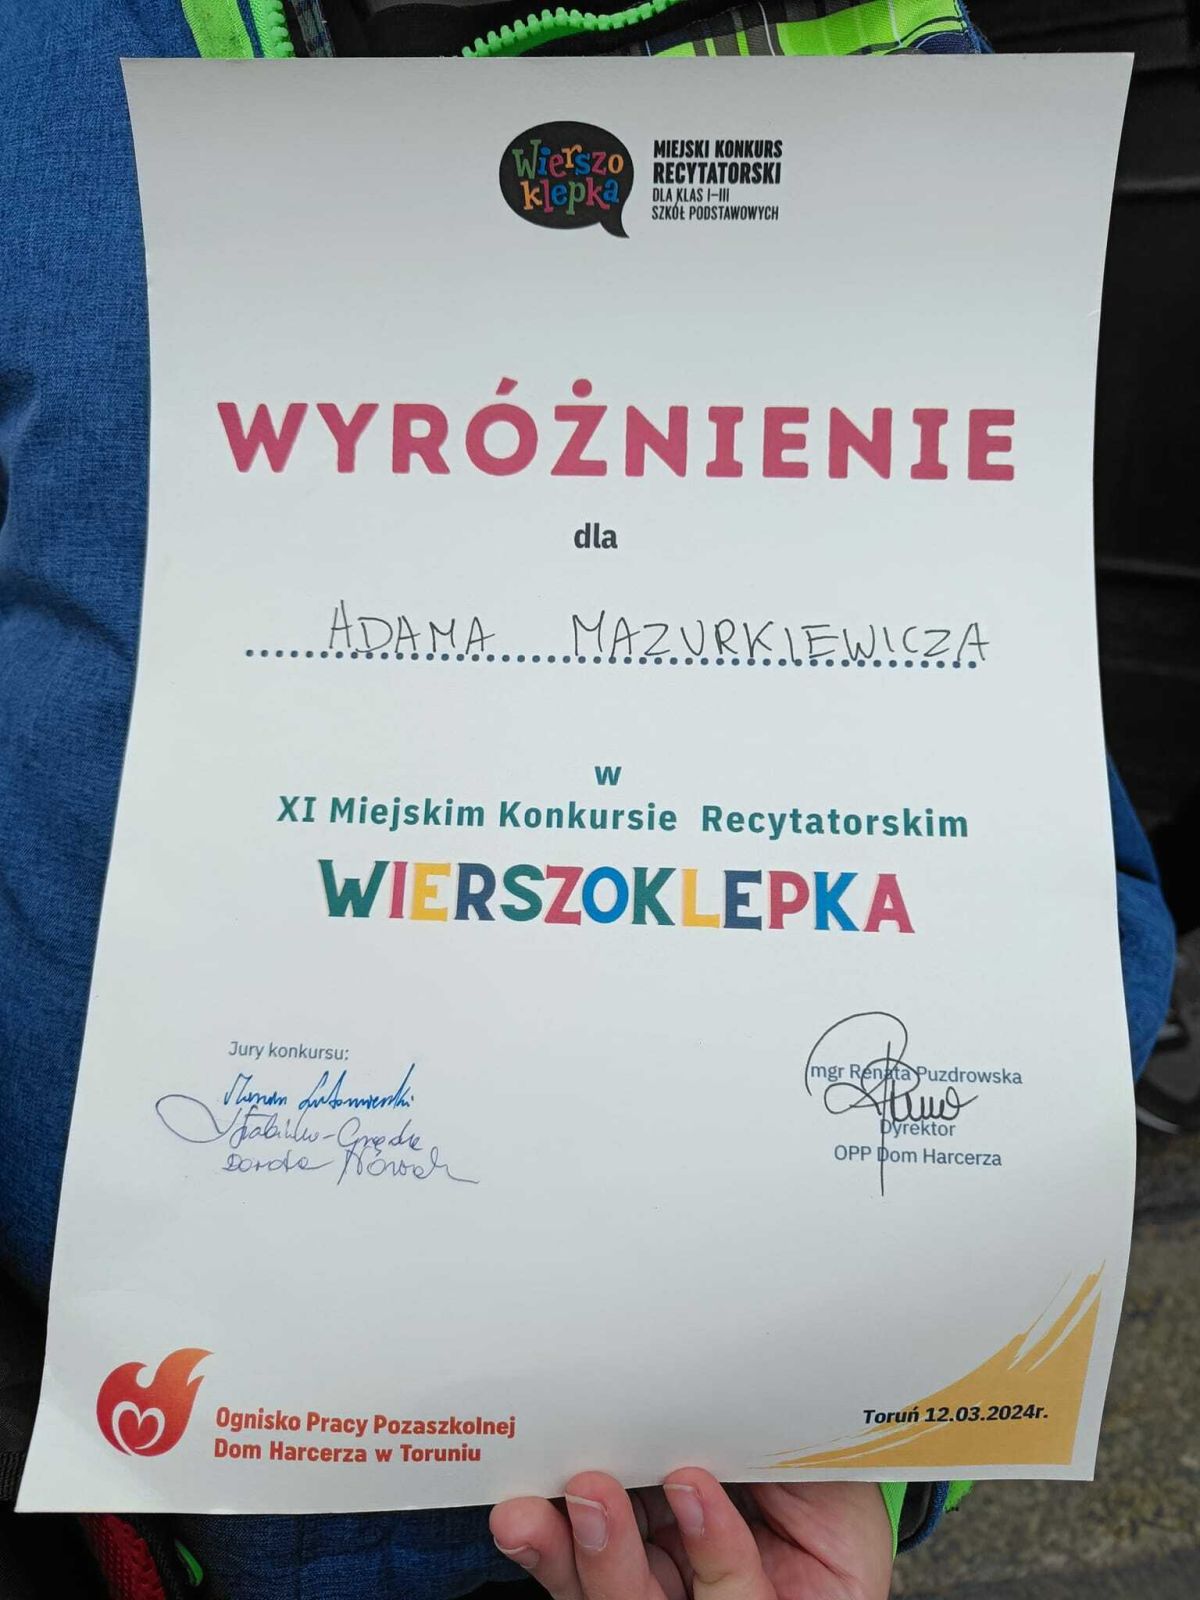 Wierszo
klepka
MIEJSKI KONKURS
RECYTATORSKI
DLA KLAS I–III
SZKÓŁ PODSTAWOWYCH
WYRÓŻNIENIE
dla
ADAMA MAZURKIEWICZA
w
XI Miejskim Konkursie Recytatorskim
WIERSZOKLEPKA
Jury konkursu:
Dorota Nowak
mgr Renata Puzdrowska
Dyrektor
OPP Dom Harcerza
Ognisko Pracy Pozaszkolnej
Dom Harcerza w Toruniu
Toruń 12.03.2024r.